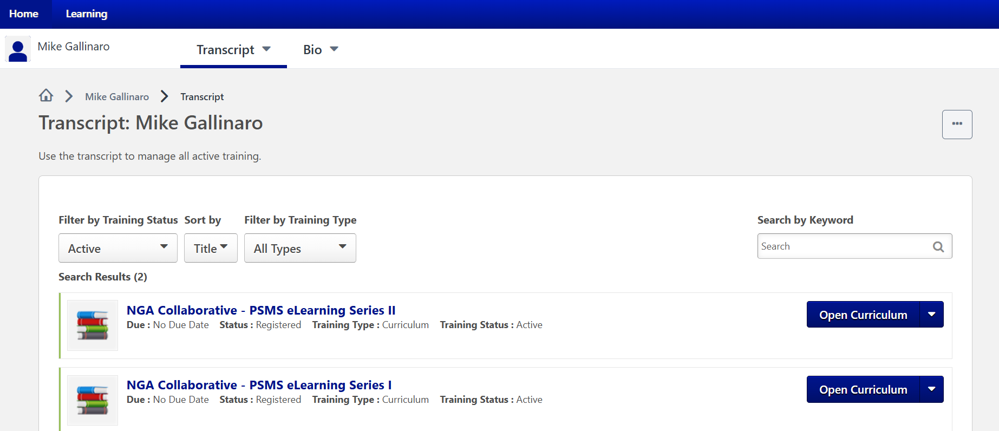 Home Learning
Mike Gallinaro
Transcript Bio
Mike Gallinaro Transcript
Transcript: Mike Gallinaro
...
Use the transcript to manage all active training.
Filter by Training Status Sort by Filter by Training Type Search by Keyword
Active Title All Types Search
Search Results (2)
NGA Collaborative - PSMS eLearning Series II
Open Curriculum
Due : No Due Date Status : Registered Training Type : Curriculum Training Status : Active
NGA Collaborative - PSMS eLearning Series I
Open Curriculum
Due : No Due Date Status : Registered Training Type : Curriculum Training Status : Active